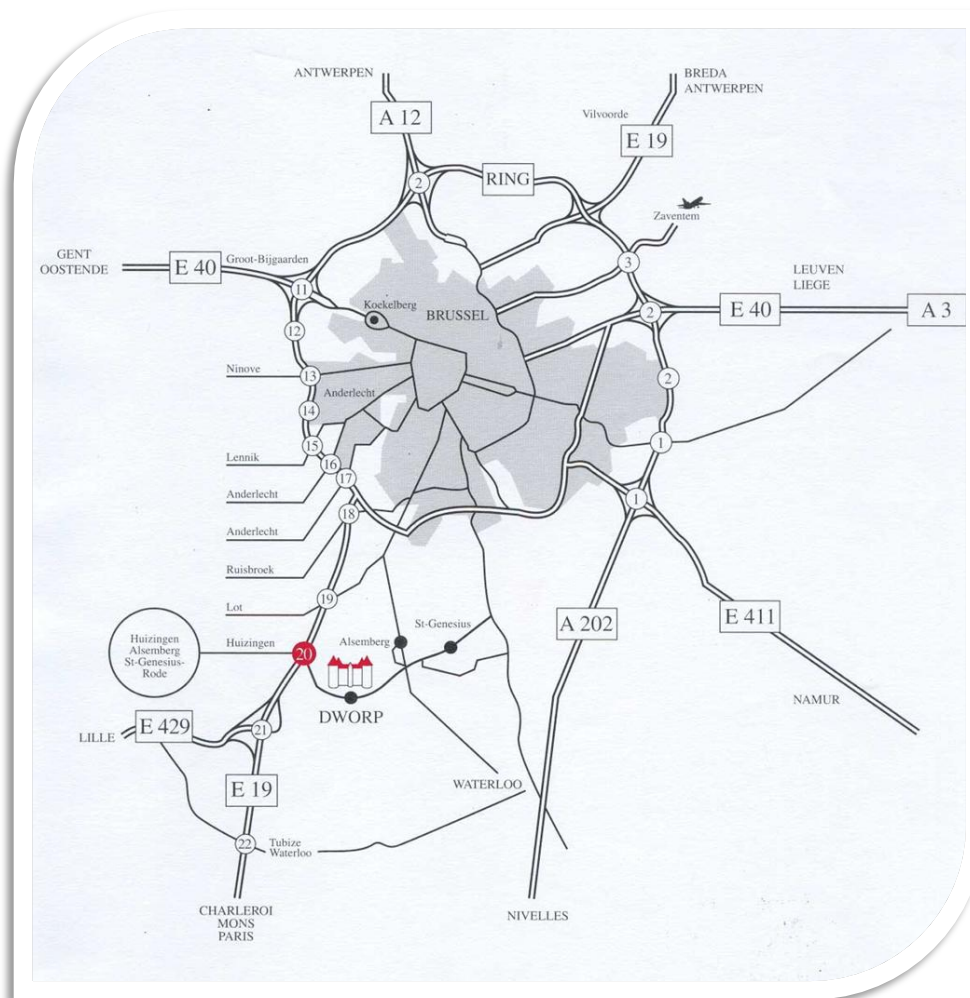 ANTWERPEN
BREDA
ANTWERPEN
A 12
Vilvoorde
E 19
2
RING
Zaventem
GENT
OOSTENDE
E 40
Groot-Bijgaarden
3
LEUVEN
LIEGE
11
Koekelberg
BRUSSEL
2
E 40
A 3
12
Ninove
13
Anderlecht
2
14
15
1
Lennik
16
17
Anderlecht
1
18
Anderlecht
Ruisbroek
19
Lot
A 202
E 411
Huizingen
Alsemberg
St-Genesius-
Rode
Huizingen
20
Alsemberg
St-Genesius
NAMUR
DWORP
LILLE
E 429
21
E 19
WATERLOO
22
Tubize
Waterloo
CHARLEROI
MONS
PARIS
NIVELLES